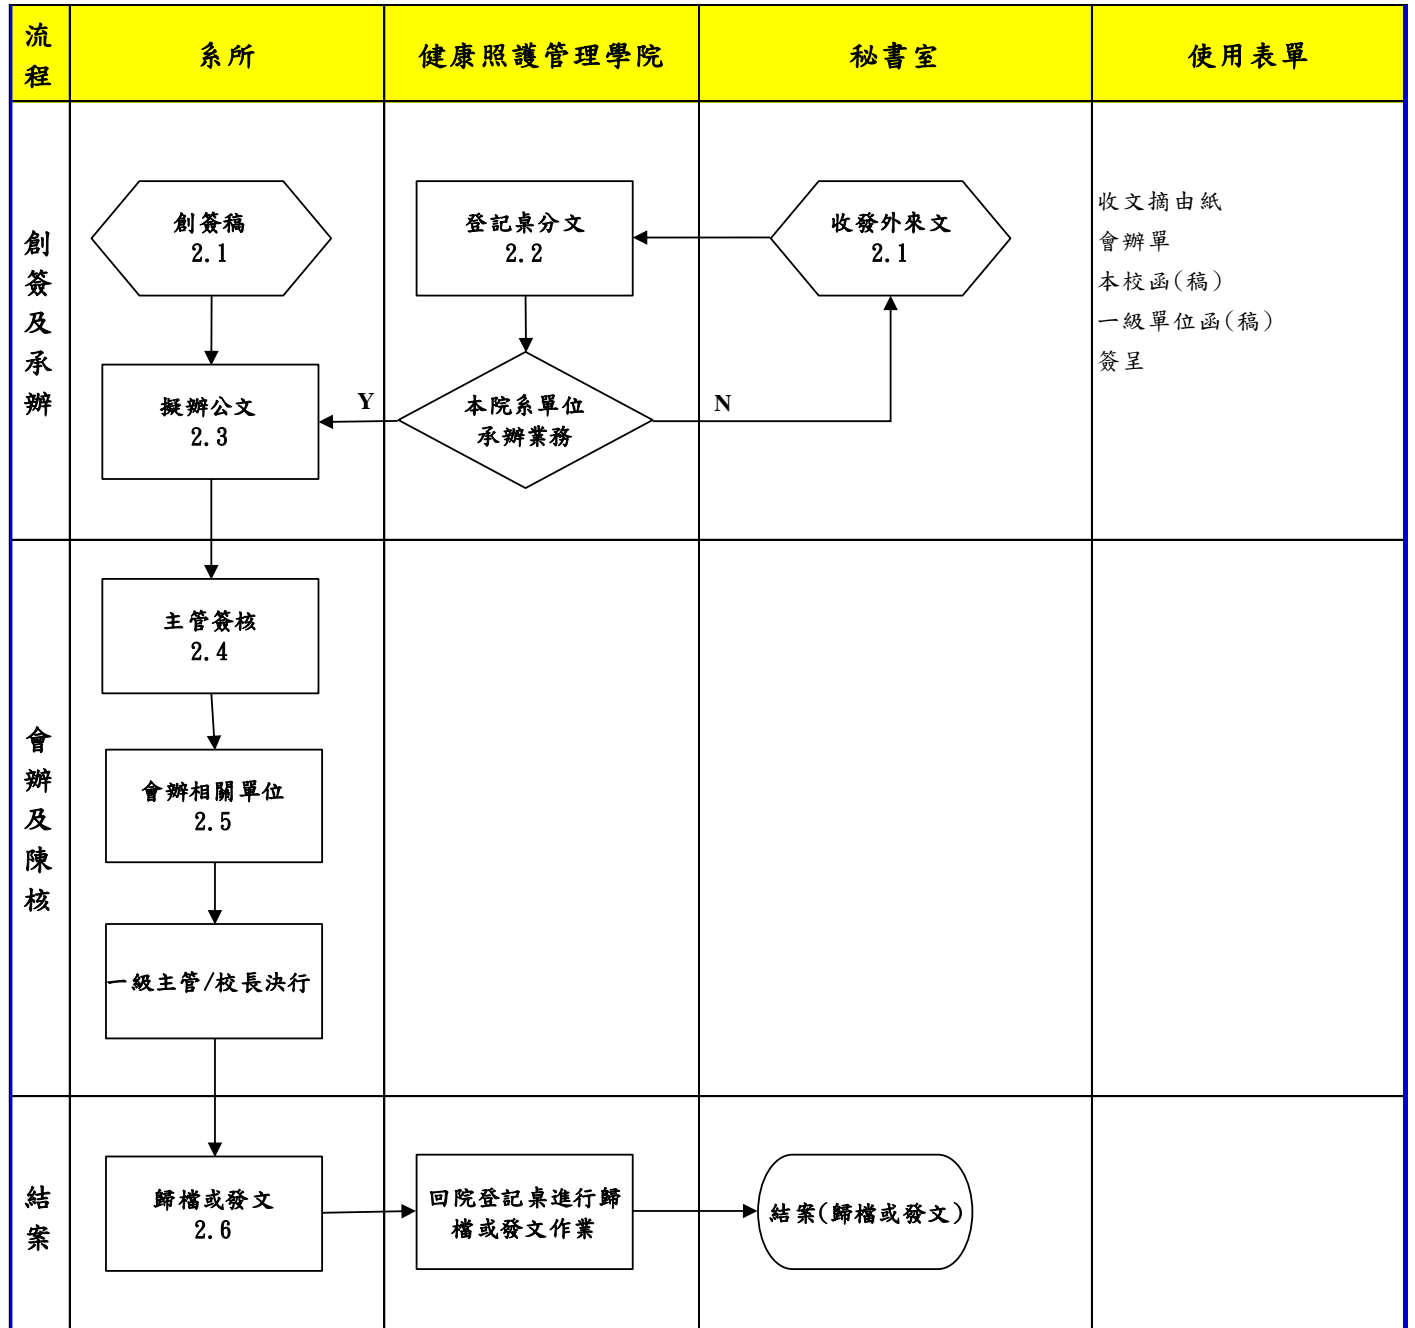 流
程
系所
健康照護管理學院
秘書室
使用表單
創
簽
及
承
辦
創簽稿
2.1
登記桌分文
2.2
收發外來文
2.1
收文摘由紙
會辦單
本校函(稿)
一級單位函(稿)
簽呈
擬辦公文
2.3
Y
本院系單位
承辦業務
N
會
辦
及
陳
核
主管簽核
2.4
會辦相關單位
2.5
一級主管/校長決行
結
案
歸檔或發文
2.6
回院登記桌進行歸
檔或發文作業
結案(歸檔或發文)